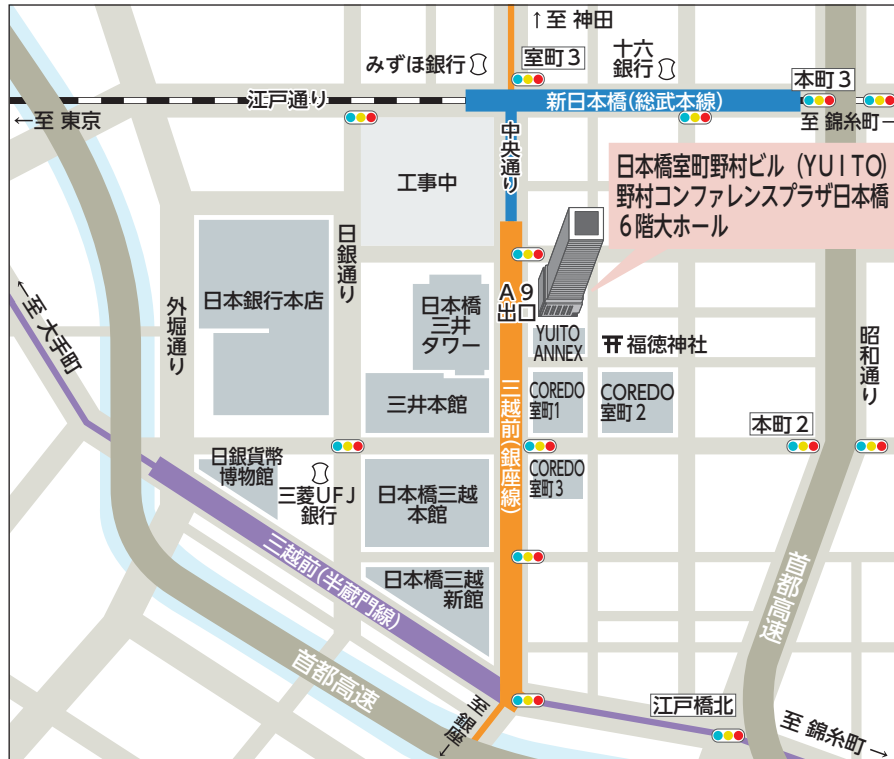 ↑至 神田
みずほ銀行
室町3
十六
銀行
本町3
江戸通り
新日本橋(総武本線)
←至 東京
至 錦糸町→
中央通り
工事中
日本橋室町野村ビル（YUITO）
野村コンファレンスプラザ日本橋
6階大ホール
日銀通り
外堀通り
日本銀行本店
日本橋
三井
タワー
A9
出口
YUITO
ANNEX
福徳神社
昭和通り
←至 大手町
三井本館
三越前(銀座線)
COREDO
室町1
COREDO
室町2
本町2
日銀貨幣
博物館
三菱UFJ
銀行
日本橋三越
本館
COREDO
室町3
三越前(半蔵門線)
日本橋三越
新館
首都高速
首都高速
至 銀座→
江戸橋北
至 錦糸町→